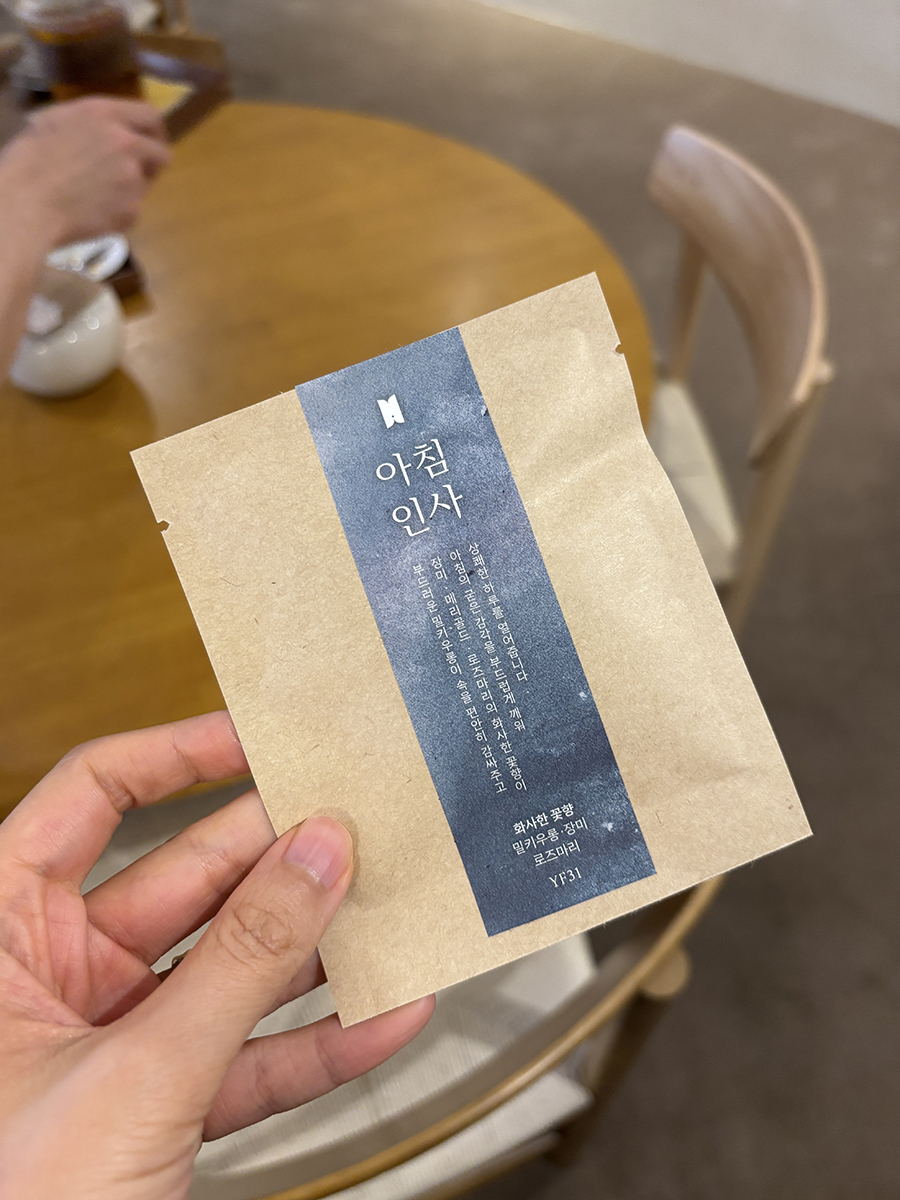 아침
인사
부드러운 밀키우롱이 속을 편안히 감싸주고
장미·메리골드·로즈마리의 화사한 꽃향이
아침의 굳은 감각을 부드럽게 깨워
상쾌한 하루를 열어줍니다.
화사한 꽃향
밀키우롱·장미
로즈마리
YF31